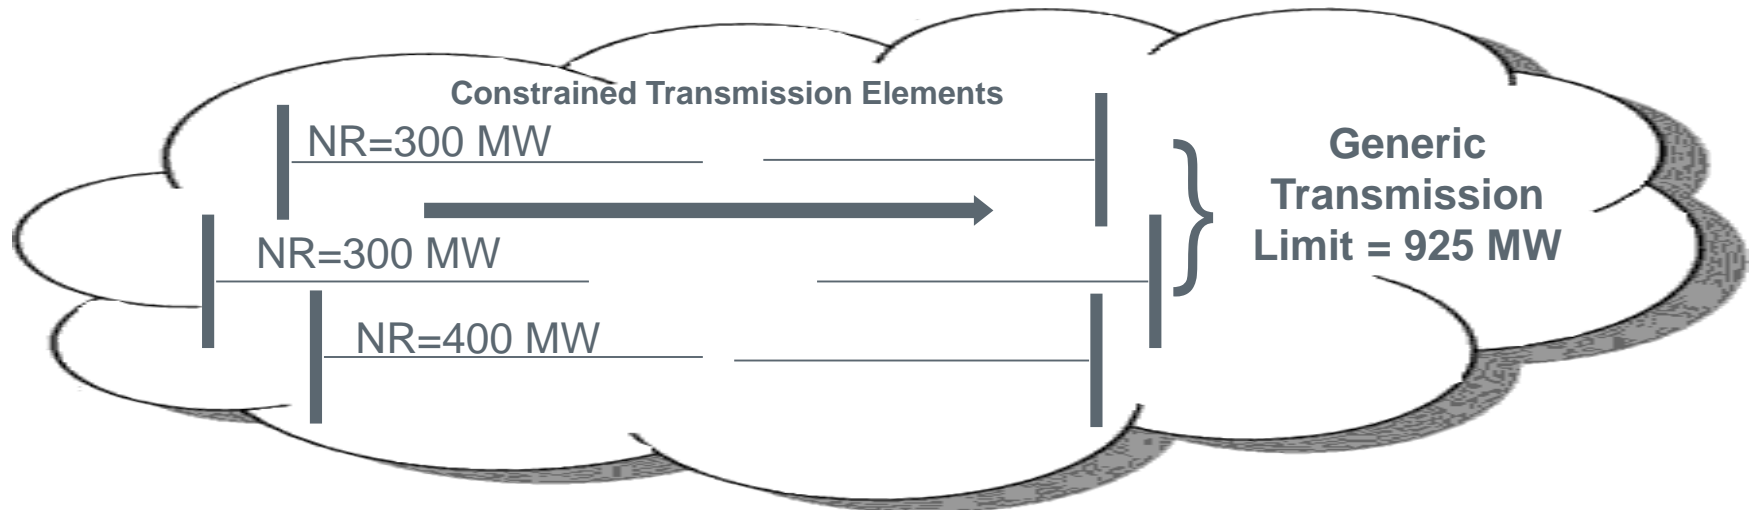 Constrained Transmission Elements
NR=300 MW
NR=300 MW
NR=400 MW
Generic
Transmission
Limit = 925 MW